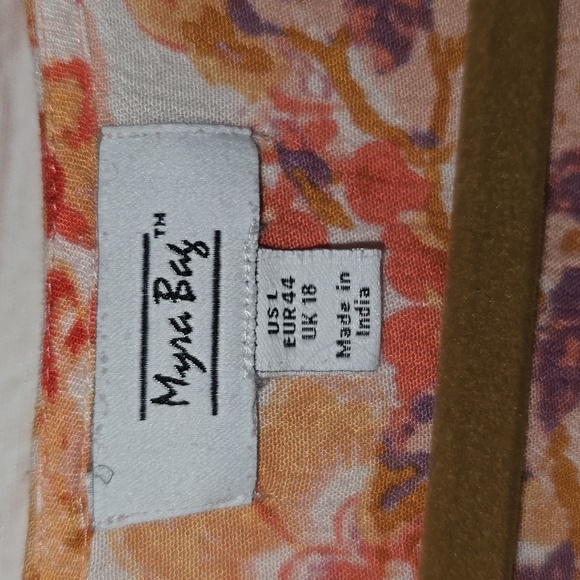 Myra Bag™
US L
EUR 44
UK 18
Made in
India